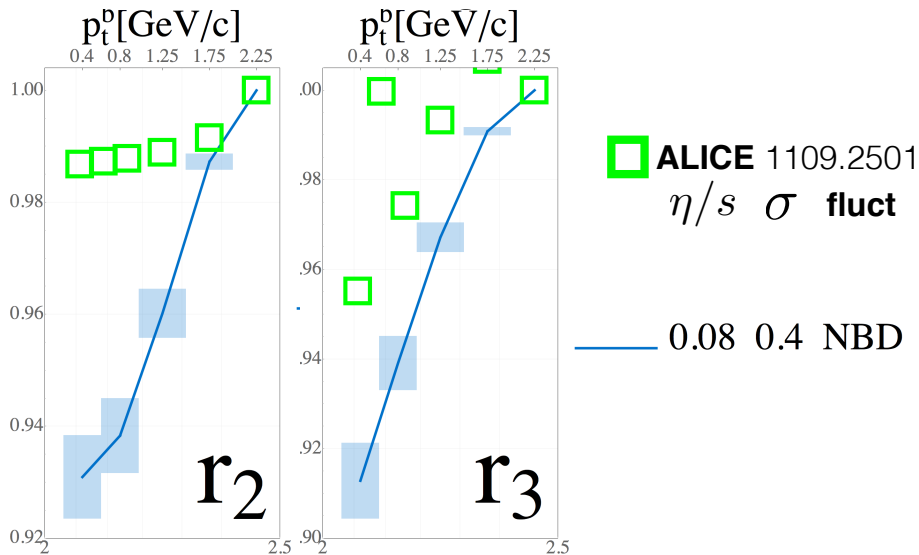 p_t^b[GeV/c] p_t^b[GeV/c]
0.4 0.8 1.25 1.75 2.25 0.4 0.8 1.25 1.75 2.25
1.00 .00
0.98 .98
0.96 .96
0.94 .94
.92
0.92 .90
2 2.5 2 2.5
r₂ r₃
ALICE 1109.2501
η/s σ fluct
0.08 0.4 NBD